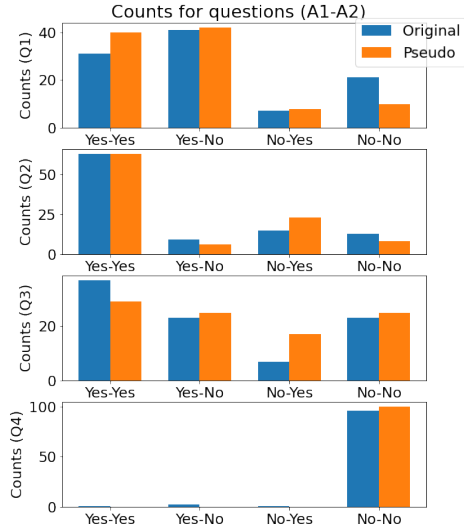 Counts for questions (A1-A2)
Original
Pseudo
Counts (Q1)
40
20
0
Yes-Yes Yes-No No-Yes No-No
Counts (Q2)
50
25
0
Yes-Yes Yes-No No-Yes No-No
Counts (Q3)
20
0
Yes-Yes Yes-No No-Yes No-No
Counts (Q4)
100
50
0
Yes-Yes Yes-No No-Yes No-No